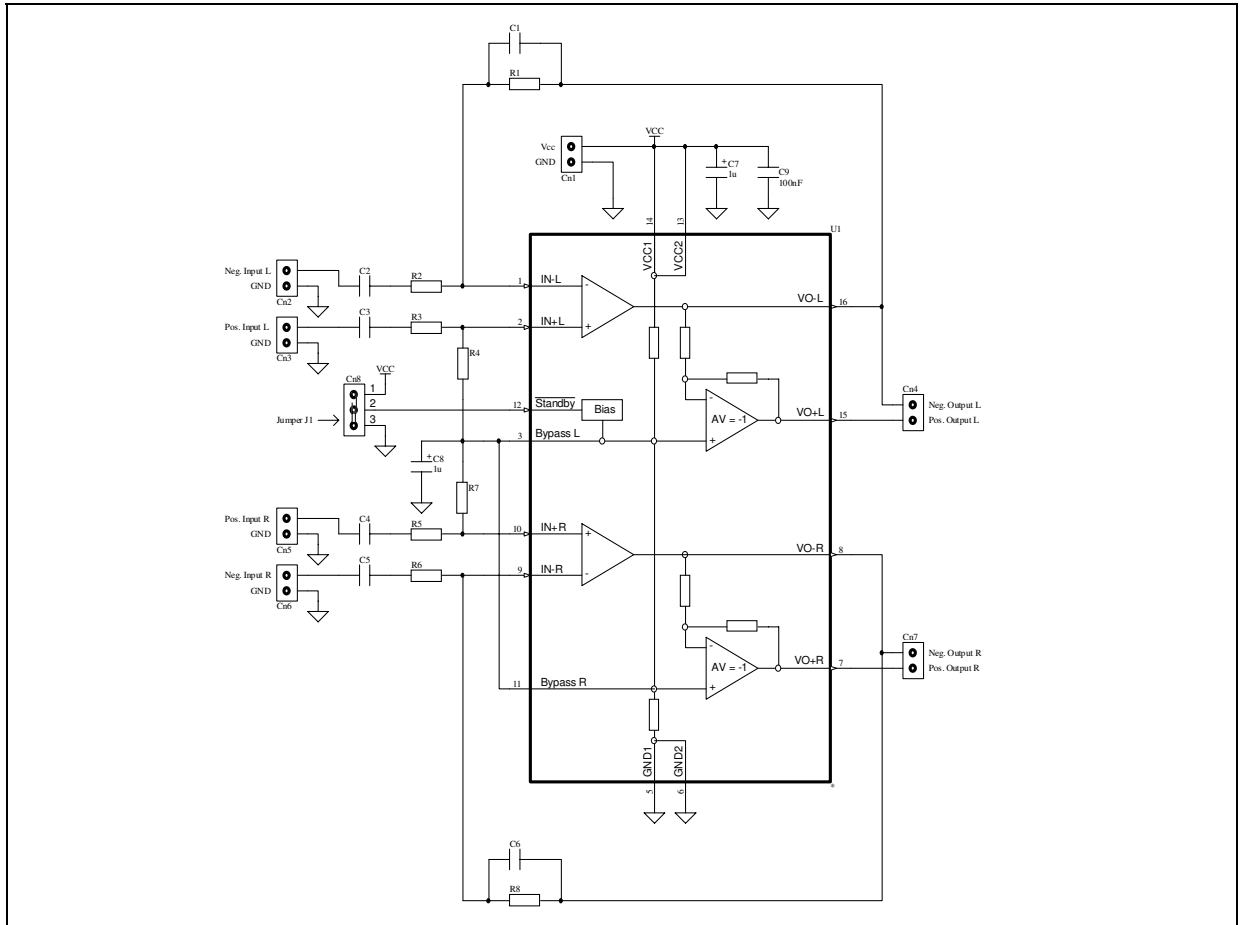 C1
R1
VCC
Vcc
GND
Cn1
+
C7
1u
C9
100nF
14
13
U1
VCC1
VCC2
Neg. Input L
GND
Cn2
C2
R2
1
IN-L
-
VO-L
16
Pos. Input L
GND
Cn3
C3
R3
2
IN+L
+
R4
Cn8
VCC
1
2
3
Jumper J1
12
Standby
Bias
-
AV = -1
+
VO+L
15
Cn4
Neg. Output L
Pos. Output L
3
Bypass L
+
C8
1u
R7
Pos. Input R
GND
Cn5
C4
R5
10
IN+R
+
VO-R
8
Neg. Input R
GND
Cn6
C5
R6
9
IN-R
-
-
AV = -1
+
VO+R
7
Cn7
Neg. Output R
Pos. Output R
11
Bypass R
GND1
GND2
5
6
*
C6
R8